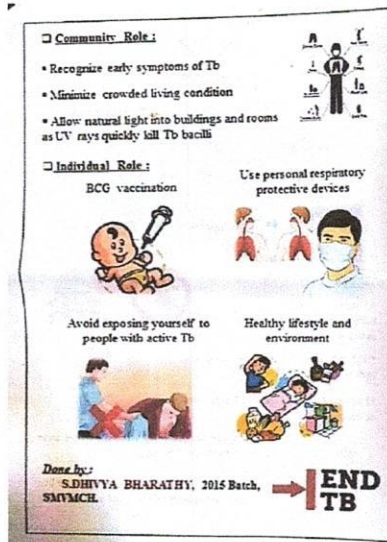 ❑ Community Role :
• Recognize early symptoms of Tb
• Minimize crowded living condition
• Allow natural light into buildings and rooms
as UV rays quickly kill Tb bacilli
❑ Individual Role :
BCG vaccination
Use personal respiratory
protective devices
Avoid exposing yourself to
people with active Tb
Healthy lifestyle and
environment
Done by :
S.DHIVYA BHARATHY, 2015 Batch,
SMVMCH.
END
TB